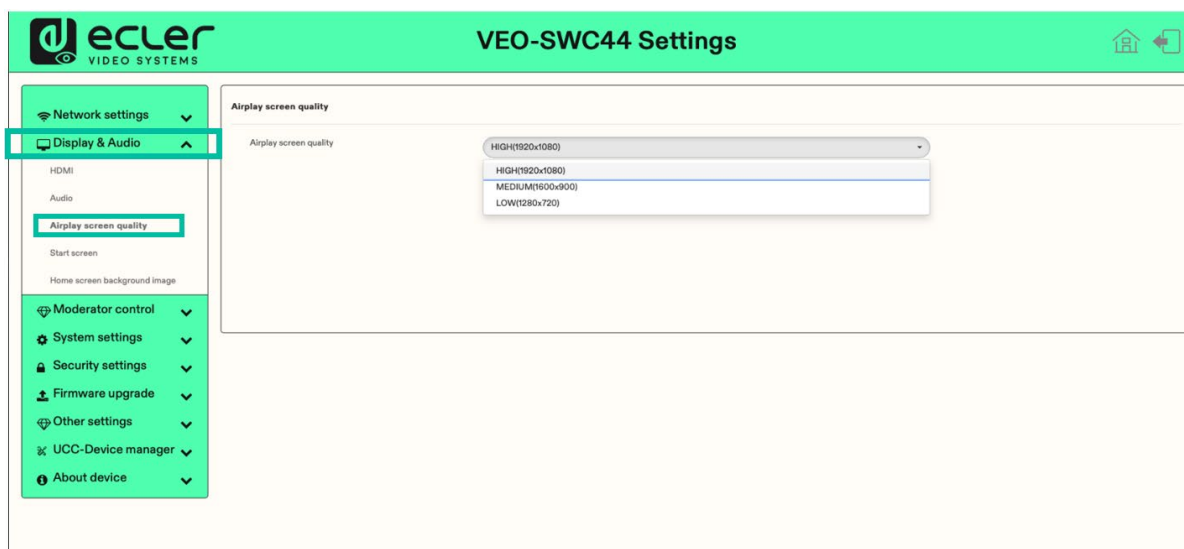 ecler
VIDEO SYSTEMS
VEO-SWC44 Settings
Network settings
Display & Audio
HDMI
Audio
Airplay screen quality
Start screen
Home screen background image
Moderator control
System settings
Security settings
Firmware upgrade
Other settings
UCC-Device manager
About device
Airplay screen quality
Airplay screen quality
HIGH(1920x1080)
HIGH(1920x1080)
MEDIUM(1600x900)
LOW(1280x720)